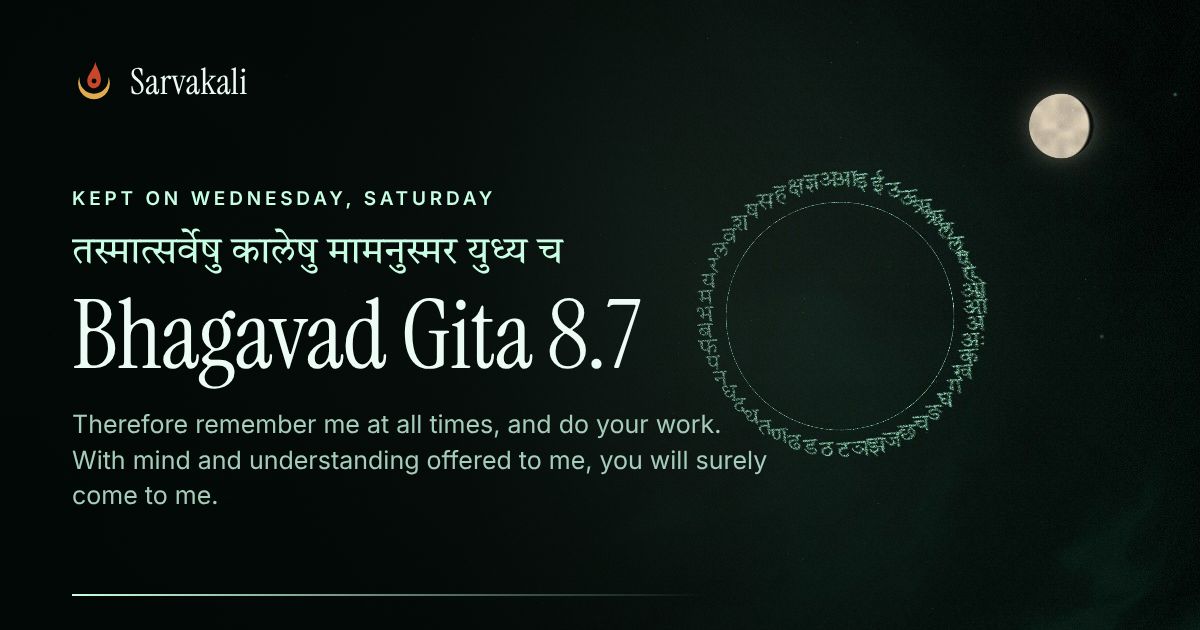 Sarvakali
KEPT ON WEDNESDAY, SATURDAY
तस्मात्सर्वेषु कालेषु मामनुस्मर युध्य च
Bhagavad Gita 8.7
Therefore remember me at all times, and do your work.
With mind and understanding offered to me, you will surely
come to me.